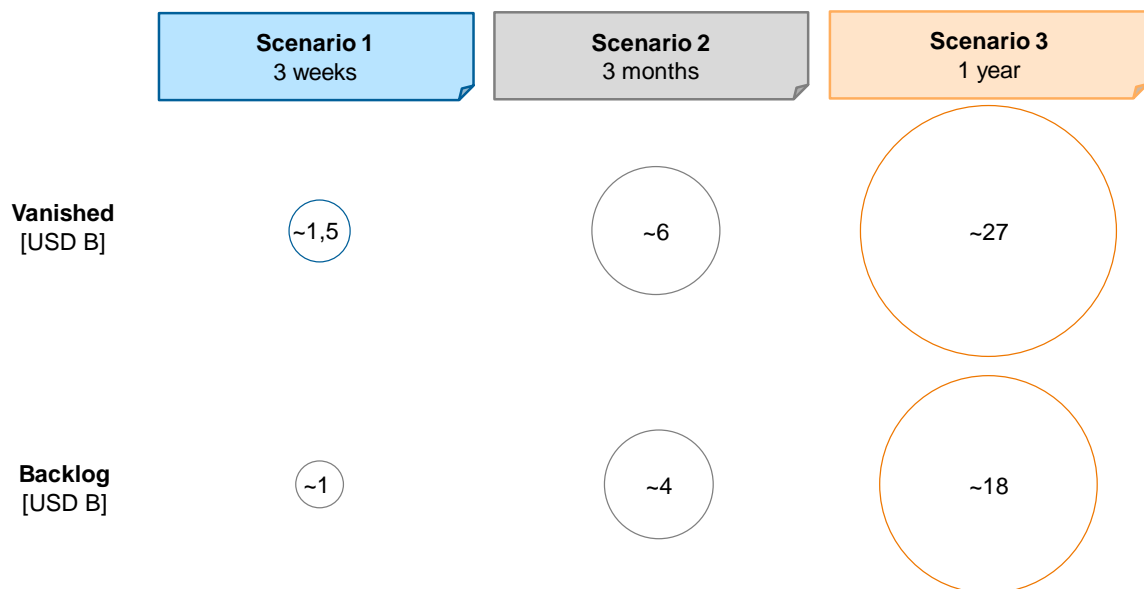 Scenario 1
3 weeks
Scenario 2
3 months
Scenario 3
1 year
Vanished
[USD B]
~1,5
~6
~27
Backlog
[USD B]
~1
~4
~18